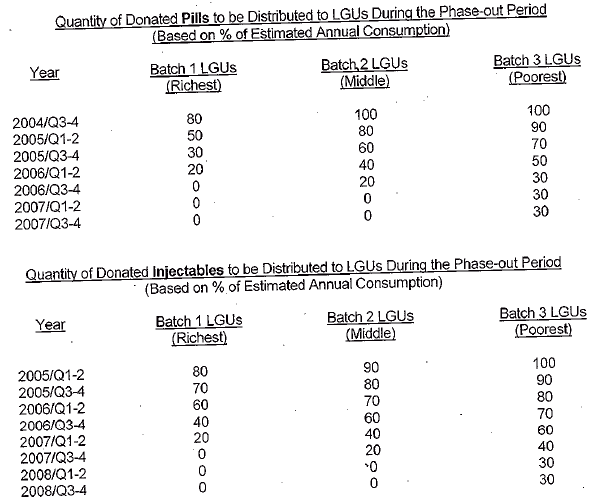 Quantity of Donated Pills to be Distributed to LGUs During the Phase-out Period
(Based on % of Estimated Annual Consumption)
Year Batch 1 LGUs Batch 2 LGUs Batch 3 LGUs
(Richest) (Middle) (Poorest)
2004/Q3-4 80 100 100
2005/Q1-2 50 80 90
2005/Q3-4 30 60 70
2006/Q1-2 20 40 50
2006/Q3-4 0 20 30
2007/Q1-2 0 0 30
2007/Q3-4 0 0 30
Quantity of Donated Injectables to be Distributed to LGUs During the Phase-out Period
(Based on % of Estimated Annual Consumption)
Year Batch 1 LGUs Batch 2 LGUs Batch 3 LGUs
(Richest) (Middle) (Poorest)
2005/Q1-2 80 90 100
2005/Q3-4 70 80 90
2006/Q1-2 60 70 80
2006/Q3-4 40 60 70
2007/Q1-2 20 40 60
2007/Q3-4 0 20 40
2008/Q1-2 0 0 30
2008/Q3-4 0 0 30